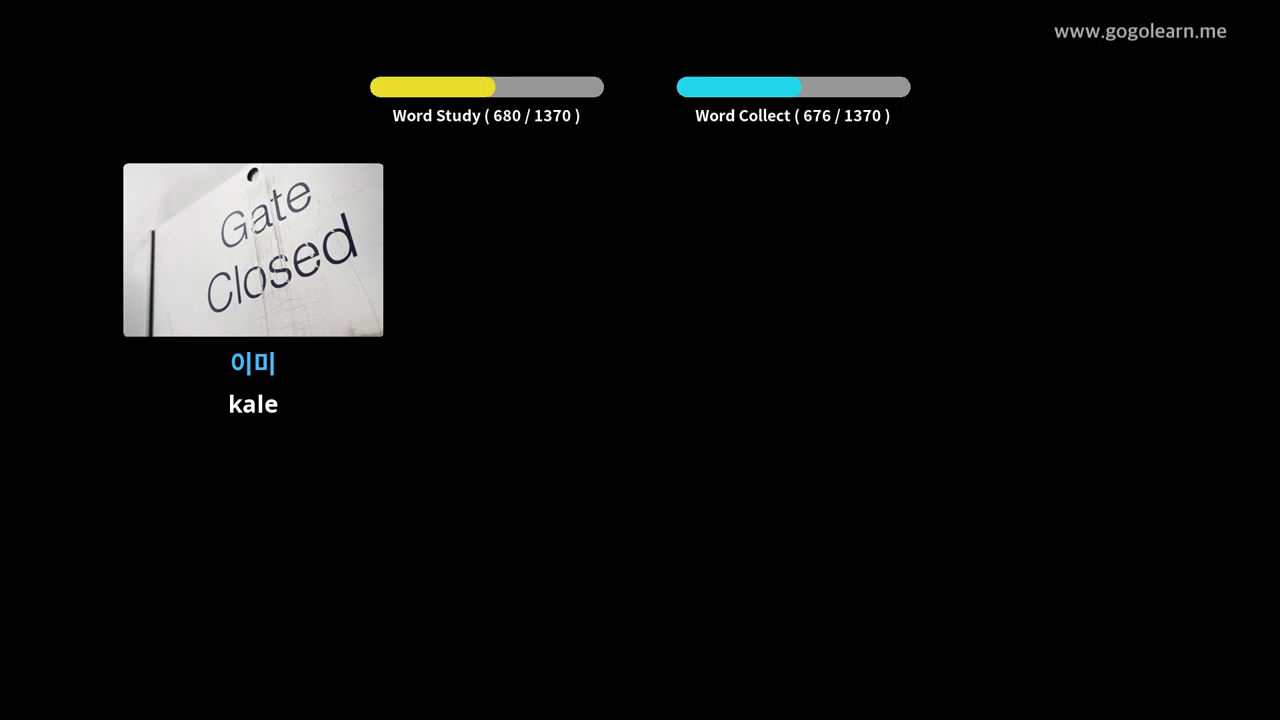 www.gogolearn.me
Word Study ( 680 / 1370 )
Word Collect ( 676 / 1370 )
Gate
Closed
이미
kale